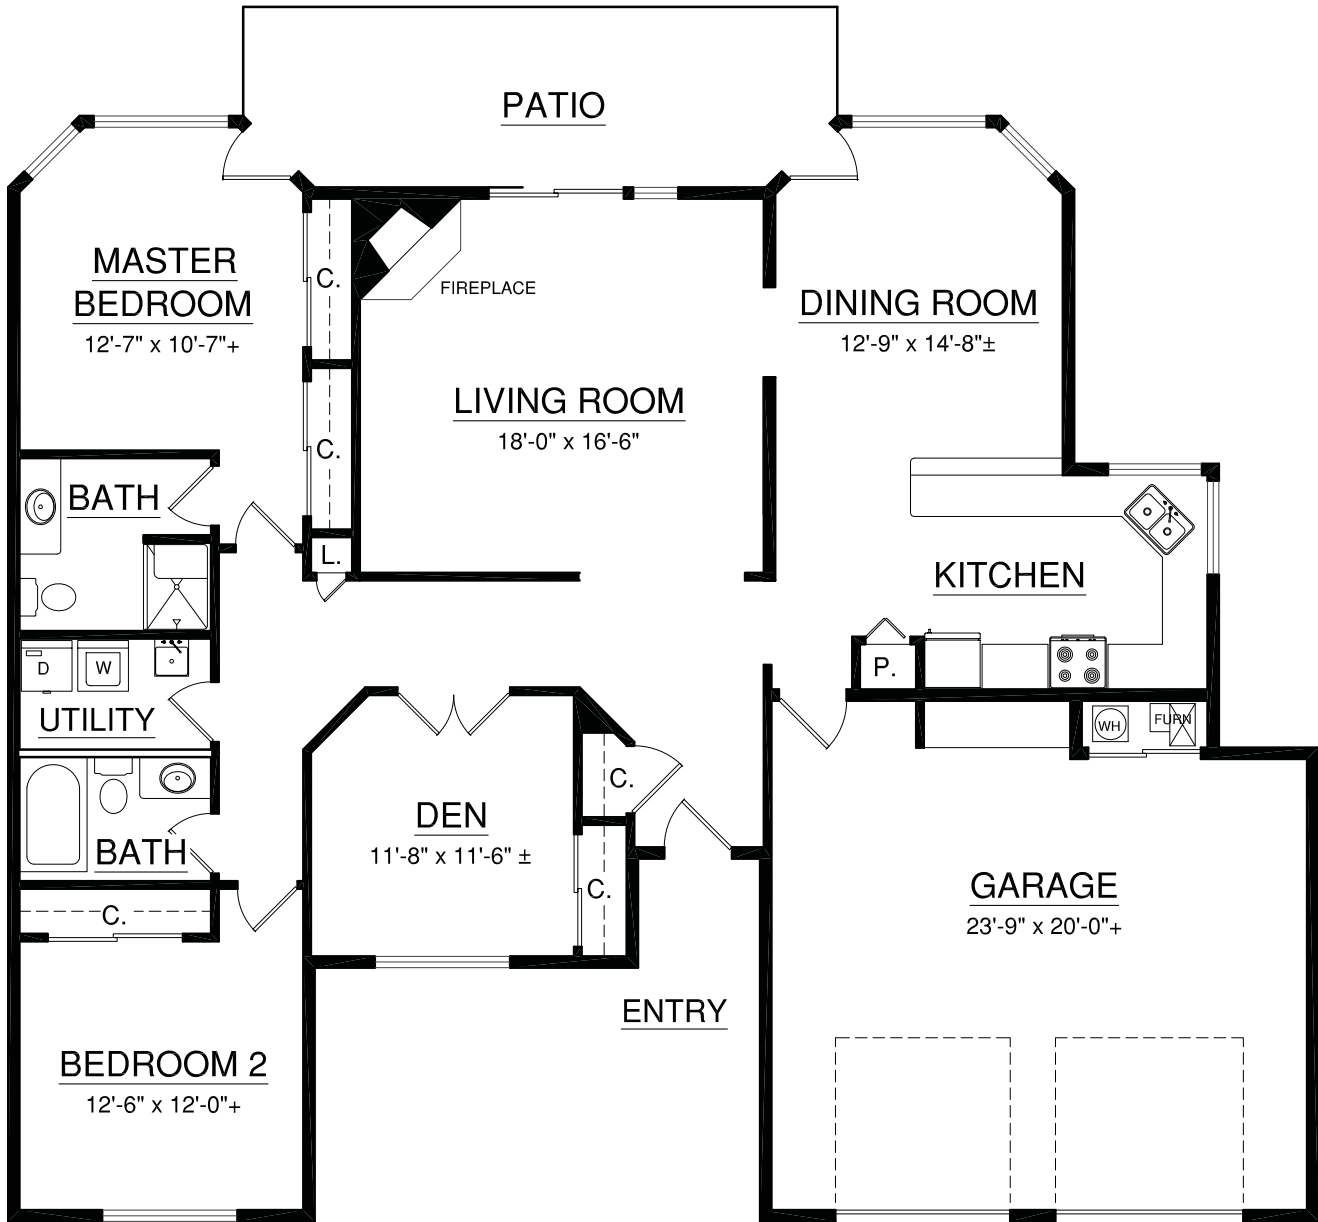 PATIO
MASTER
BEDROOM
12'-7" x 10'-7"+
C.
FIREPLACE
DINING ROOM
12'-9" x 14'-8"±
LIVING ROOM
18'-0" x 16'-6"
C.
BATH
L.
KITCHEN
D
W
P.
UTILITY
WH
FURN
C.
DEN
11'-8" x 11'-6" ±
BATH
C.
C.
GARAGE
23'-9" x 20'-0"+
ENTRY
BEDROOM 2
12'-6" x 12'-0"+